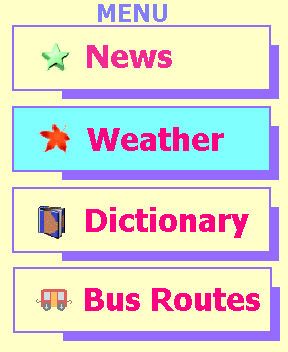 MENU
News
Weather
Dictionary
Bus Routes